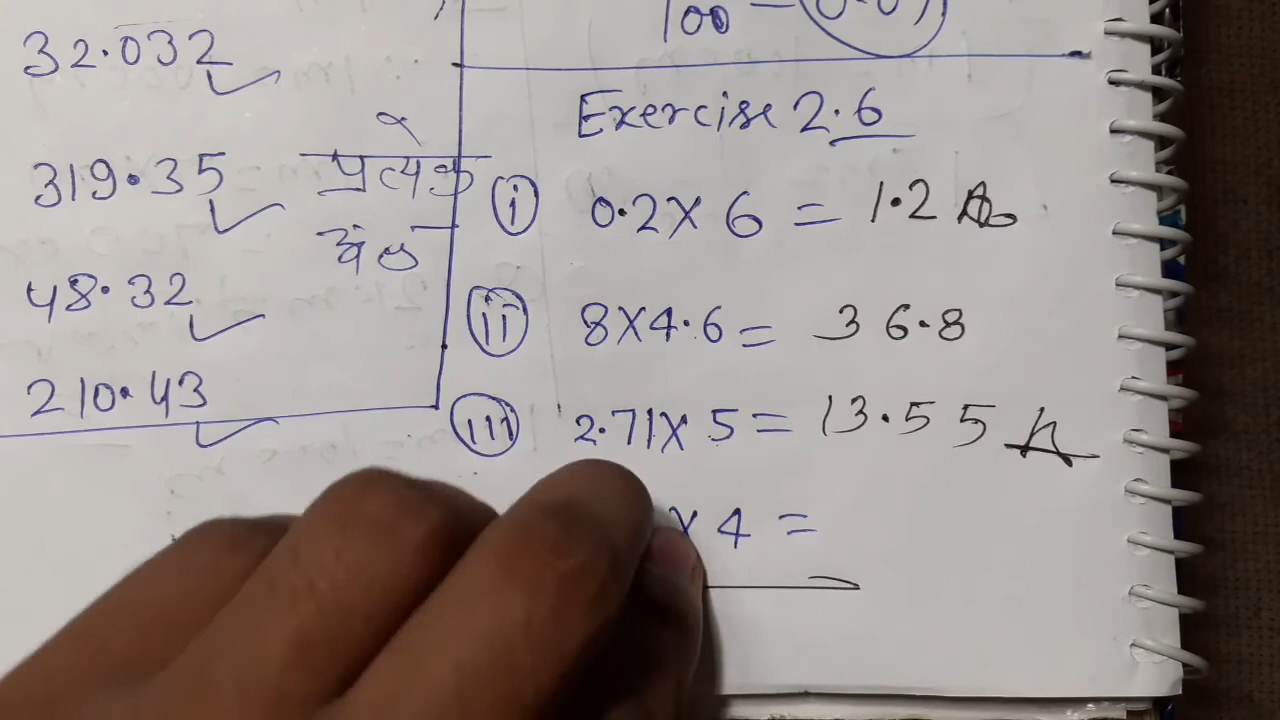 32.032
319.35
48.32
210.43
प्रत्येक
100 =
Exercise 2.6
(i) 0.2 × 6 = 1.2
(ii) 8 × 4.6 = 36.8
(iii) 2.71 × 5 = 13.55
× 4 =